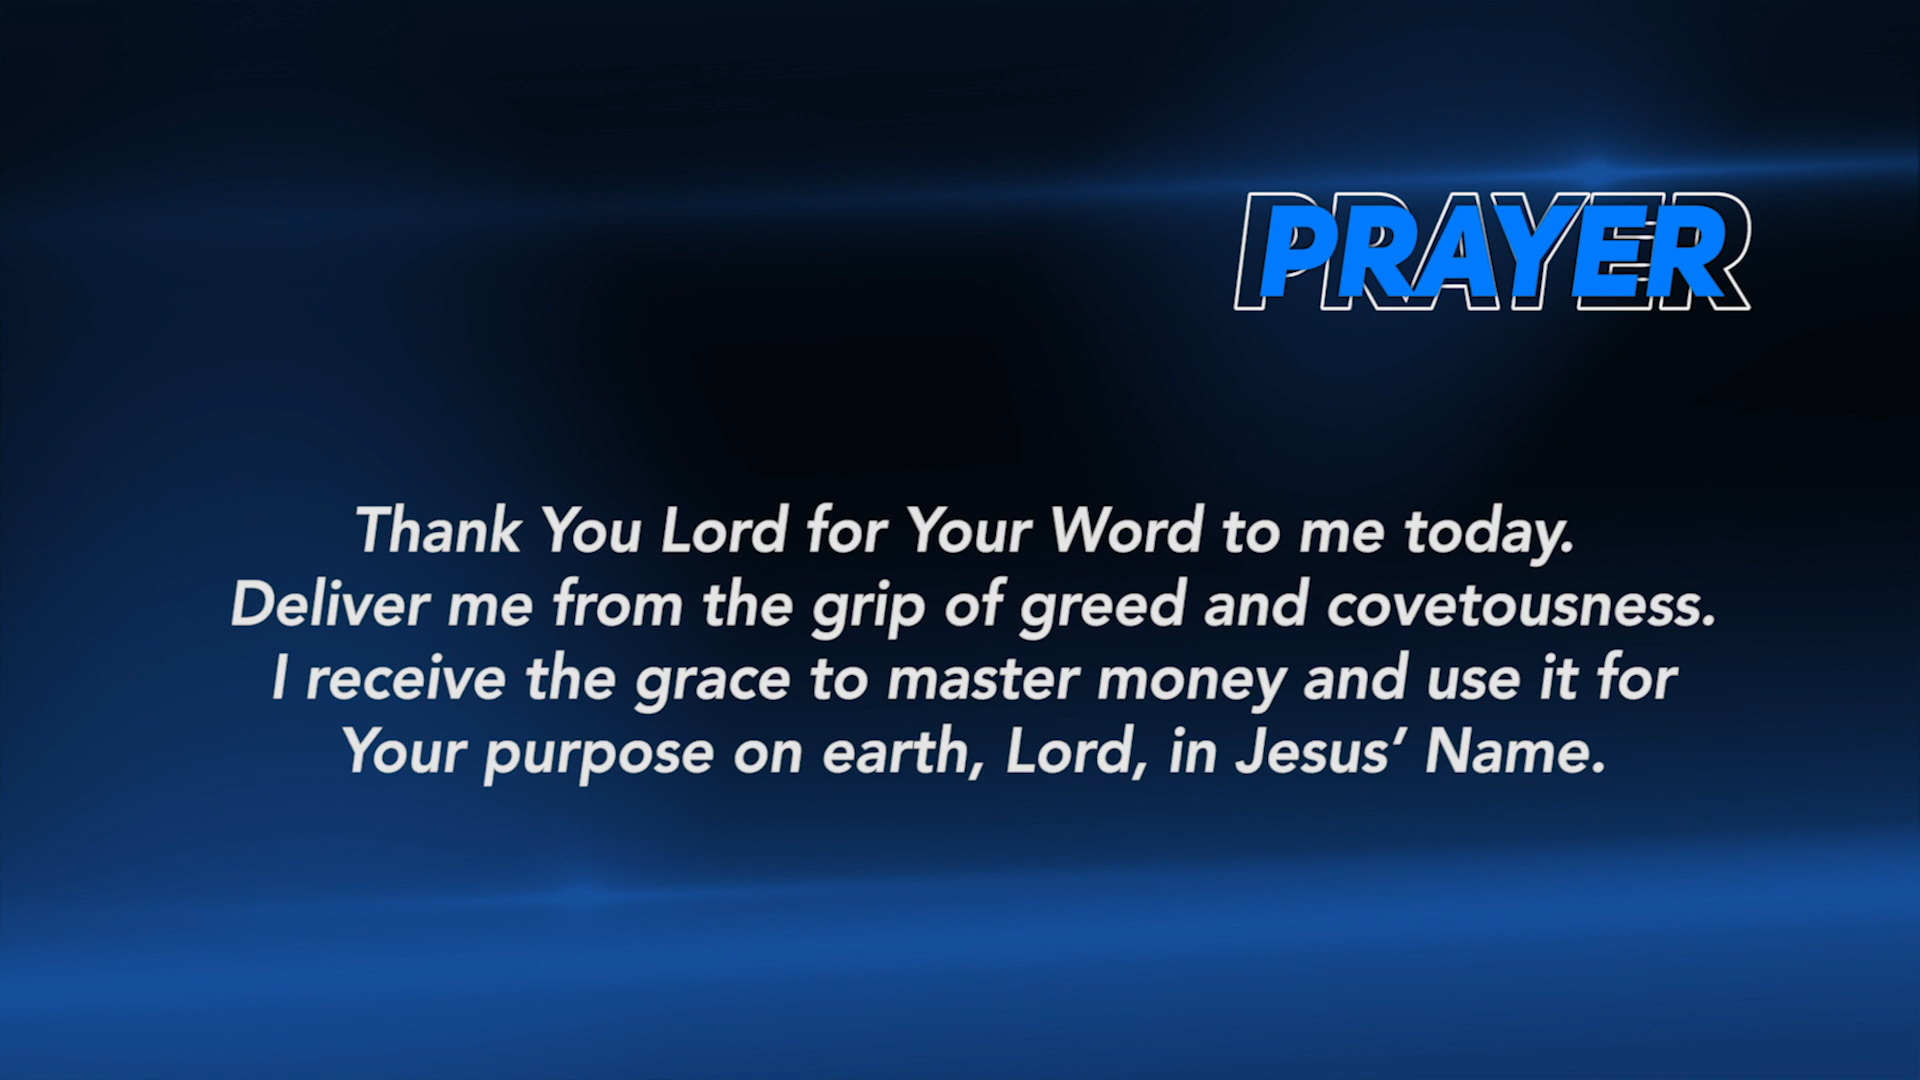 PRAYER
Thank You Lord for Your Word to me today.
Deliver me from the grip of greed and covetousness.
I receive the grace to master money and use it for
Your purpose on earth, Lord, in Jesus’ Name.